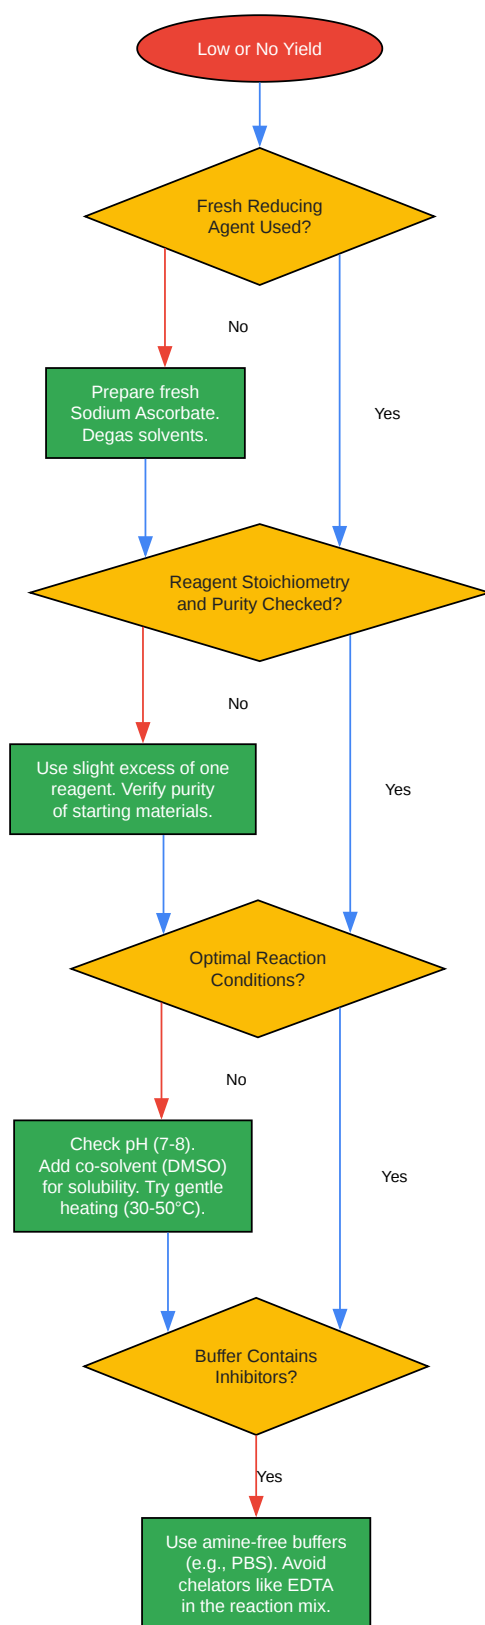 Low or No Yield
Fresh Reducing
Agent Used?
No
Prepare fresh
Sodium Ascorbate.
Degas solvents.
Yes
Reagent Stoichiometry
and Purity Checked?
No
Use slight excess of one
reagent. Verify purity
of starting materials.
Yes
Optimal Reaction
Conditions?
No
Check pH (7-8).
Add co-solvent (DMSO)
for solubility. Try gentle
heating (30-50°C).
Yes
Buffer Contains
Inhibitors?
Yes
Use amine-free buffers
(e.g., PBS). Avoid
chelators like EDTA
in the reaction mix.